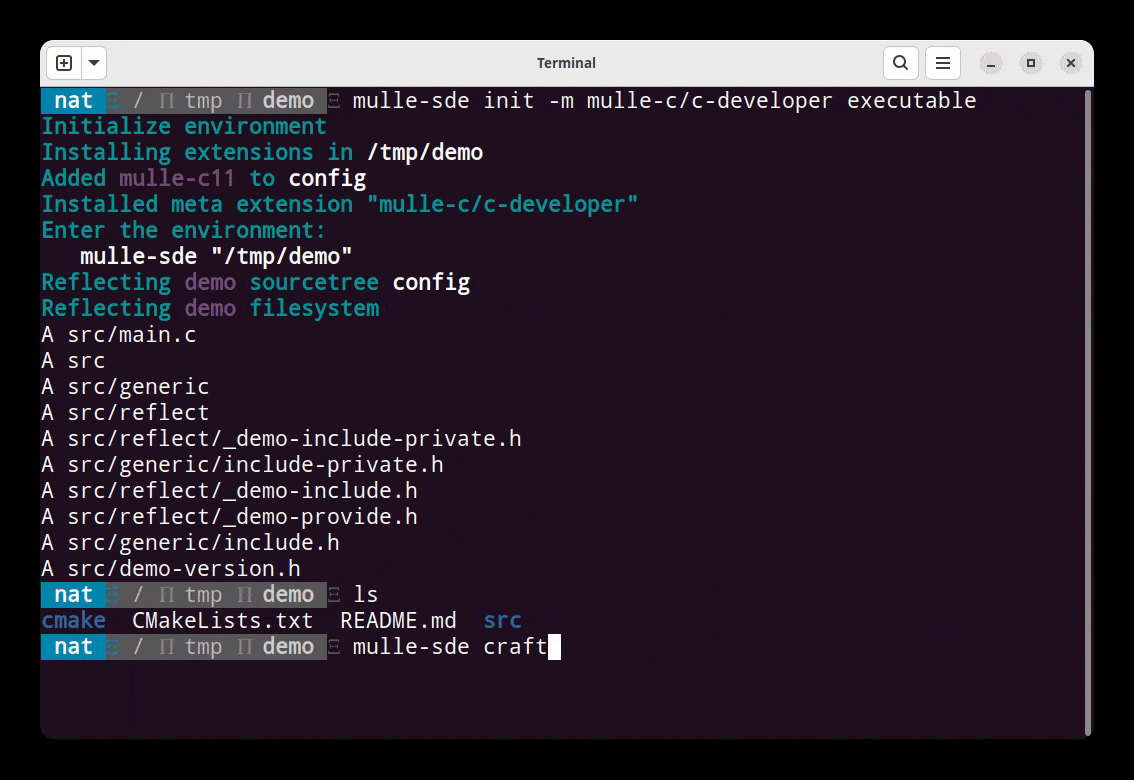 Terminal
nat Ξ / Π tmp Π demo Ξ mulle-sde init -m mulle-c/c-developer executable
Initialize environment
Installing extensions in /tmp/demo
Added mulle-c11 to config
Installed meta extension "mulle-c/c-developer"
Enter the environment:
   mulle-sde "/tmp/demo"
Reflecting demo sourcetree config
Reflecting demo filesystem
A src/main.c
A src
A src/generic
A src/reflect
A src/reflect/_demo-include-private.h
A src/generic/include-private.h
A src/reflect/_demo-include.h
A src/reflect/_demo-provide.h
A src/generic/include.h
A src/demo-version.h
nat Ξ / Π tmp Π demo Ξ ls
cmake  CMakeLists.txt  README.md  src
nat Ξ / Π tmp Π demo Ξ mulle-sde craft